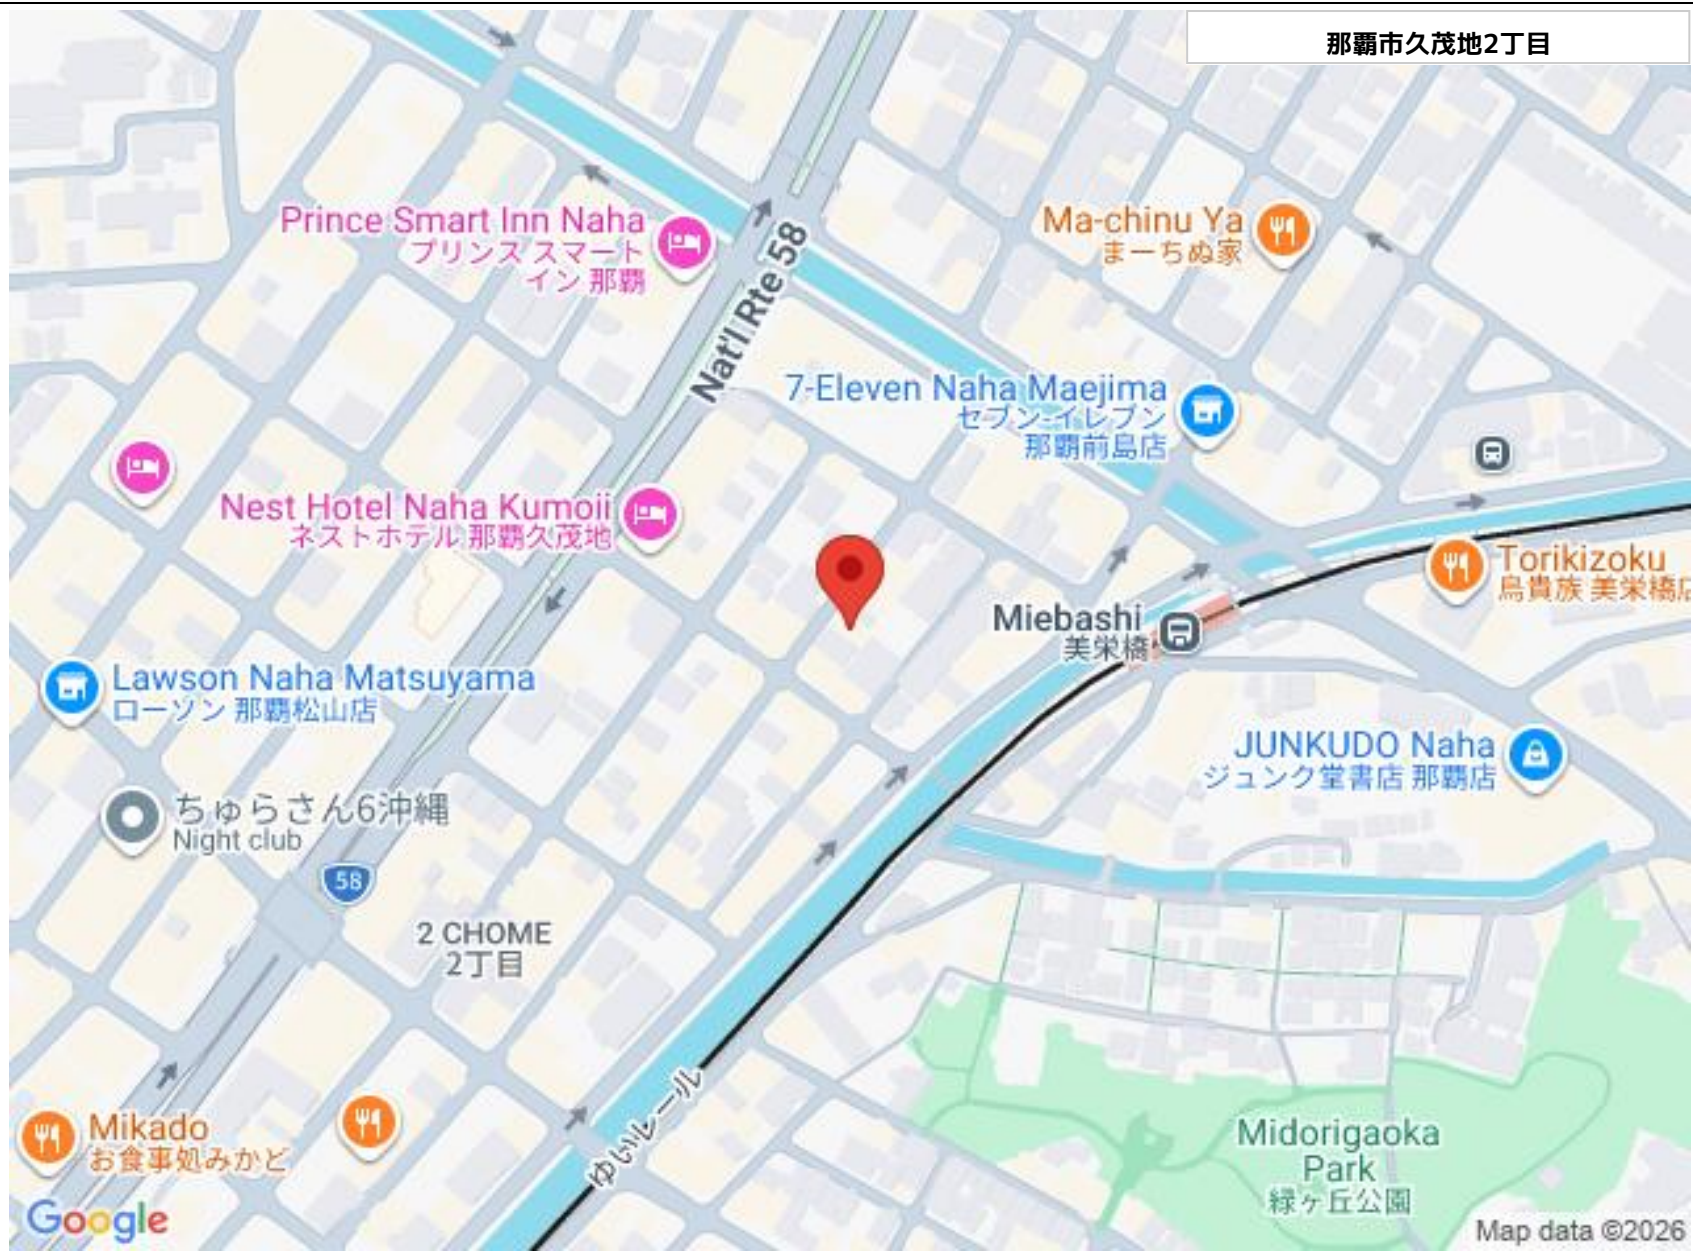 那覇市久茂地2丁目
Prince Smart Inn Naha
プリンス スマート
イン 那覇
Nat'l Rte 58
Ma-chinu Ya
まーちぬ家
7-Eleven Naha Maejima
セブン-イレブン
那覇前島店
Nest Hotel Naha Kumoji
ネストホテル 那覇久茂地
Torikizoku
鳥貴族 美栄橋店
Miebashi
美栄橋
Lawson Naha Matsuyama
ローソン 那覇松山店
JUNKUDO Naha
ジュンク堂書店 那覇店
ちゅらさん6沖縄
Night club
58
2 CHOME
2丁目
ゆいレール
Mikado
お食事処みかど
Midorigaoka
Park
緑ヶ丘公園
Google
Map data ©2026